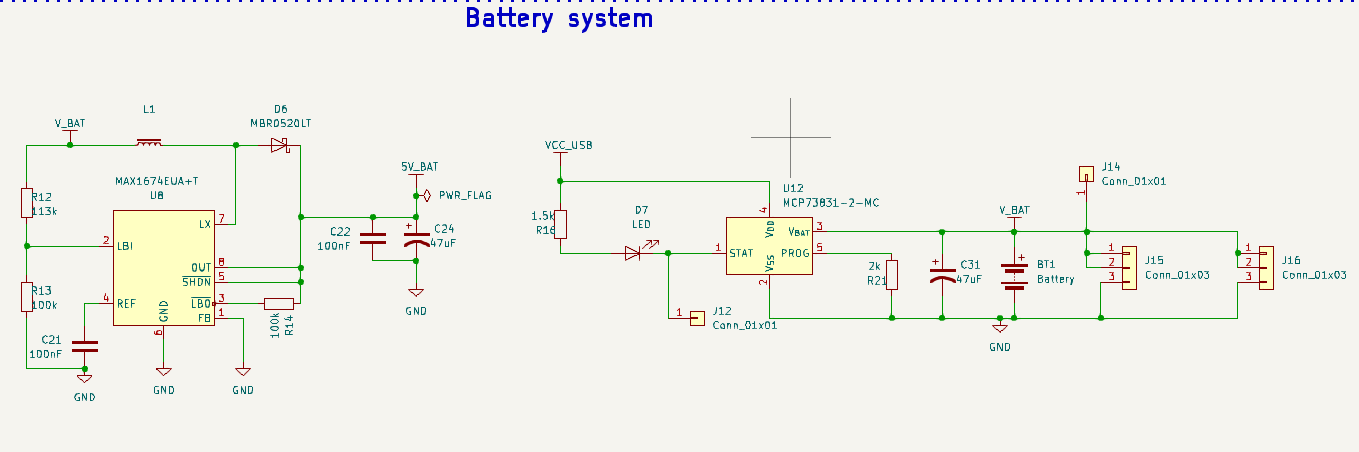 Battery system
L1
D6
MBR0520LT
V_BAT
MAX1674EUA+T
U8
R12
113k
LX
7
2
LBI
OUT
8
SHDN
5
R13
100k
4
REF
GND
6
LBO
3
FB
1
100k
R14
C21
100nF
GND
GND
GND
5V_BAT
PWR_FLAG
C22
100nF
+
C24
47uF
GND
VCC_USB
1.5k
R16
D7
LED
U12
MCP73831-2-MC
4
VDD
VBAT
3
1
STAT
PROG
5
VSS
2
2k
R21
1
J12
Conn_01x01
+
C31
47uF
V_BAT
+
BT1
Battery
GND
J14
Conn_01x01
1
1
2
3
J15
Conn_01x03
1
2
3
J16
Conn_01x03